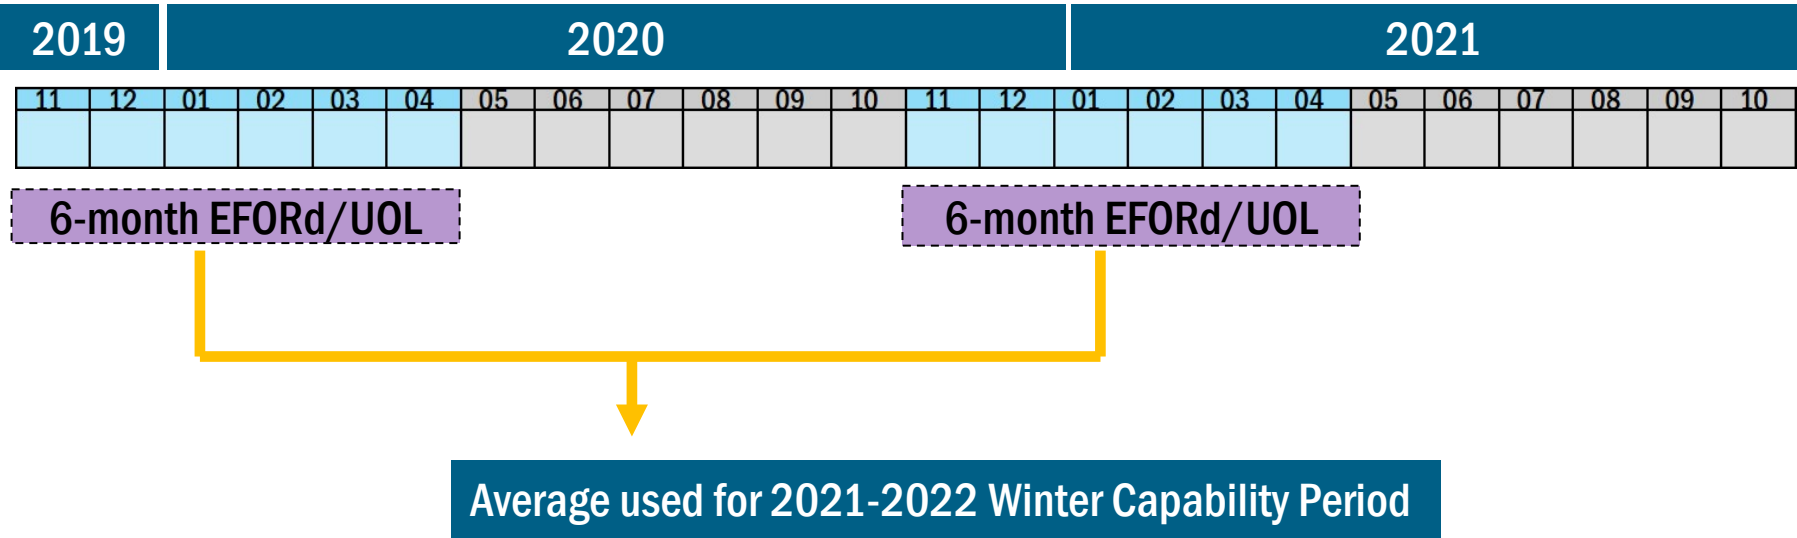 2019 2020 2021
11 12 01 02 03 04 05 06 07 08 09 10 11 12 01 02 03 04 05 06 07 08 09 10
6-month EFORd/UOL 6-month EFORd/UOL
Average used for 2021-2022 Winter Capability Period